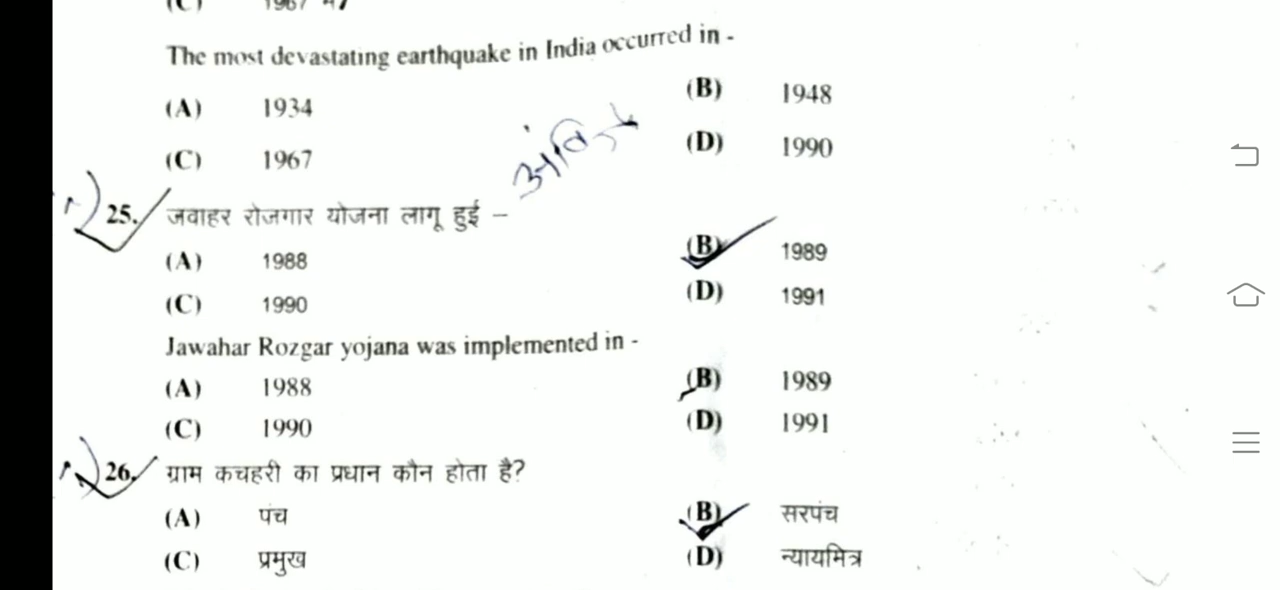 The most devastating earthquake in India occurred in -
(A) 1934 (B) 1948
(C) 1967 (D) 1990
25. जवाहर रोजगार योजना लागू हुई –
(A) 1988 (B) 1989
(C) 1990 (D) 1991
Jawahar Rozgar yojana was implemented in -
(A) 1988 (B) 1989
(C) 1990 (D) 1991
26. ग्राम कचहरी का प्रधान कौन होता है?
(A) पंच (B) सरपंच
(C) प्रमुख (D) न्यायमित्र